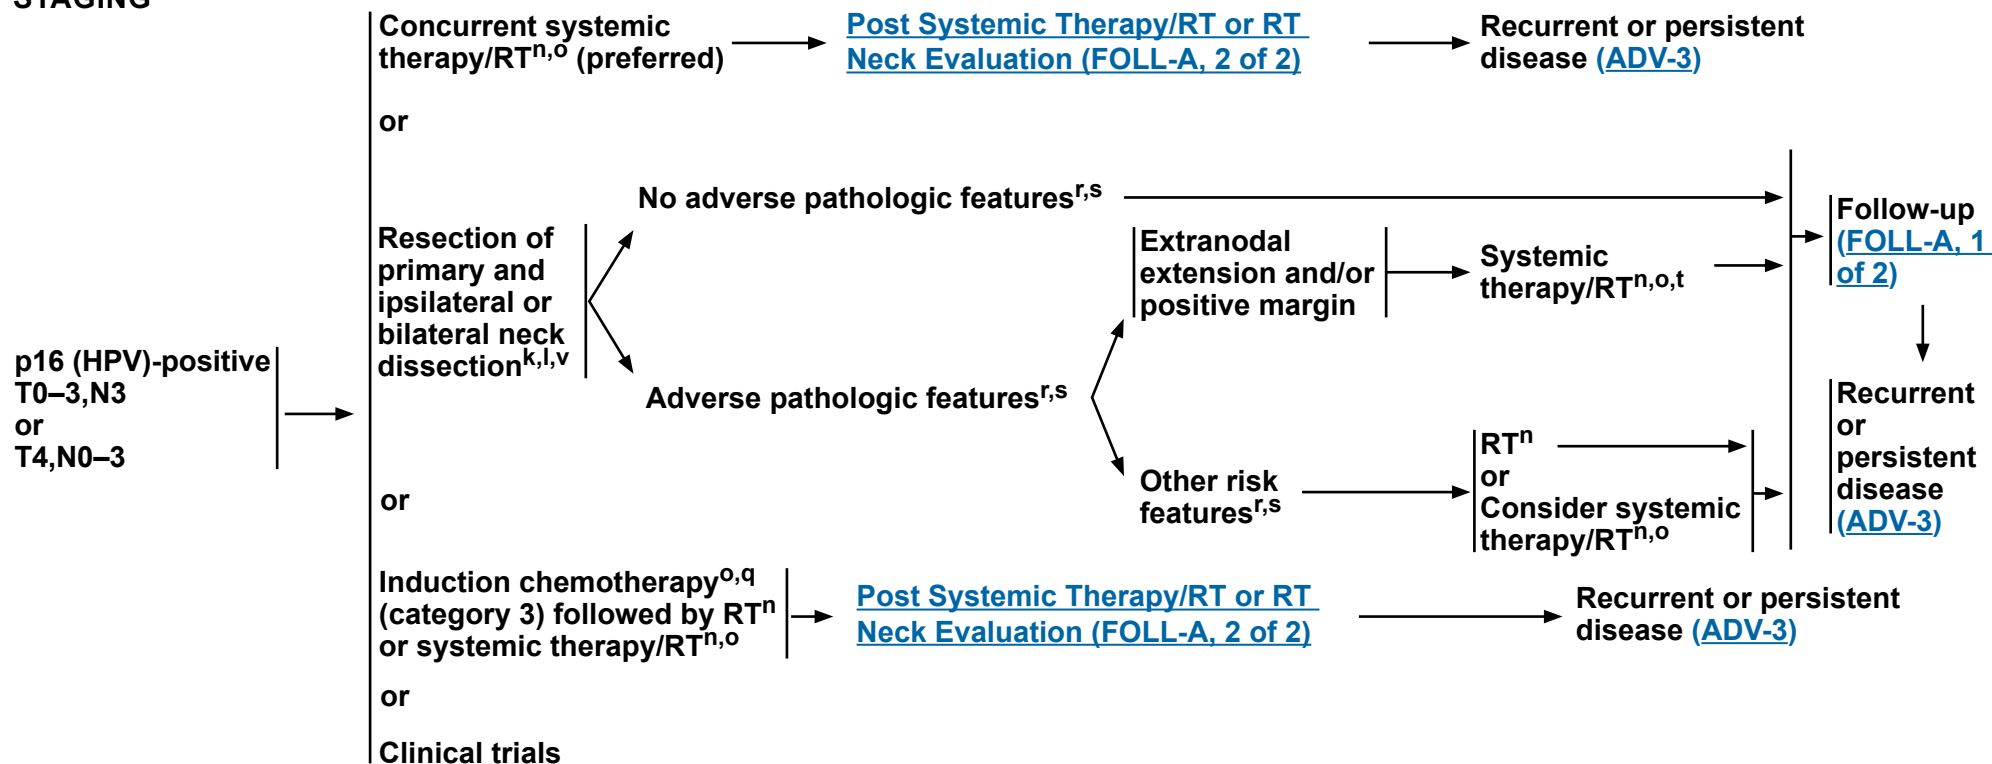 STAGING
p16 (HPV)-positive
T0–3,N3
or
T4,N0–3
Concurrent systemic
therapy/RTn,o (preferred)
Post Systemic Therapy/RT or RT
Neck Evaluation (FOLL-A, 2 of 2)
Recurrent or persistent
disease (ADV-3)
or
Resection of
primary and
ipsilateral or
bilateral neck
dissectionk,l,v
No adverse pathologic featuresr,s
Adverse pathologic featuresr,s
Extranodal
extension and/or
positive margin
Systemic
therapy/RTn,o,t
Other risk
featuresr,s
RTn
or
Consider systemic
therapy/RTn,o
Follow-up
(FOLL-A, 1
of 2)
Recurrent
or
persistent
disease
(ADV-3)
or
Induction chemotherapyo,q
(category 3) followed by RTn
or systemic therapy/RTn,o
Post Systemic Therapy/RT or RT
Neck Evaluation (FOLL-A, 2 of 2)
Recurrent or persistent
disease (ADV-3)
or
Clinical trials